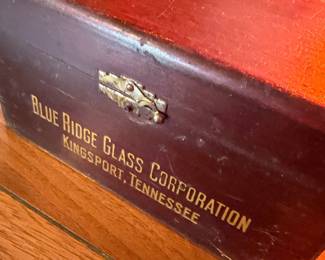 BLUE RIDGE GLASS CORPORATION
KINGSPORT, TENNESSEE